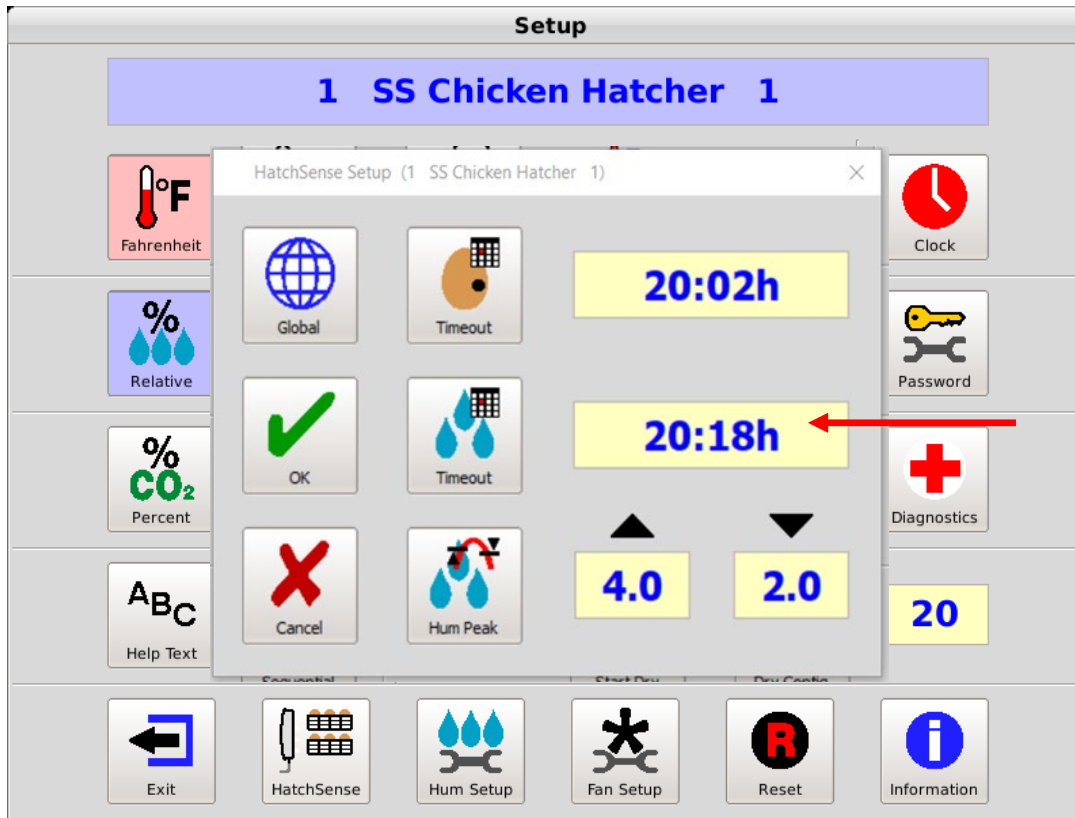 Setup
1 SS Chicken Hatcher 1
HatchSense Setup (1 SS Chicken Hatcher 1)
°F
Fahrenheit
Global
Timeout
20:02h
Clock
%
Relative
OK
Timeout
20:18h
Password
%
CO₂
Percent
Diagnostics
ABC
Help Text
Cancel
Hum Peak
4.0
2.0
20
Sequential
Start Dry
Dry Config
Exit
HatchSense
Hum Setup
Fan Setup
R
Reset
i
Information